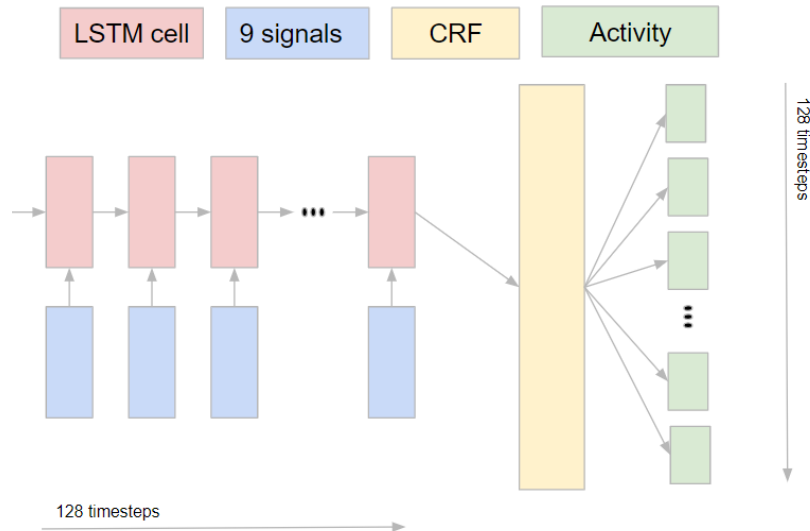 LSTM cell
9 signals
CRF
Activity
128 timesteps
128 timesteps